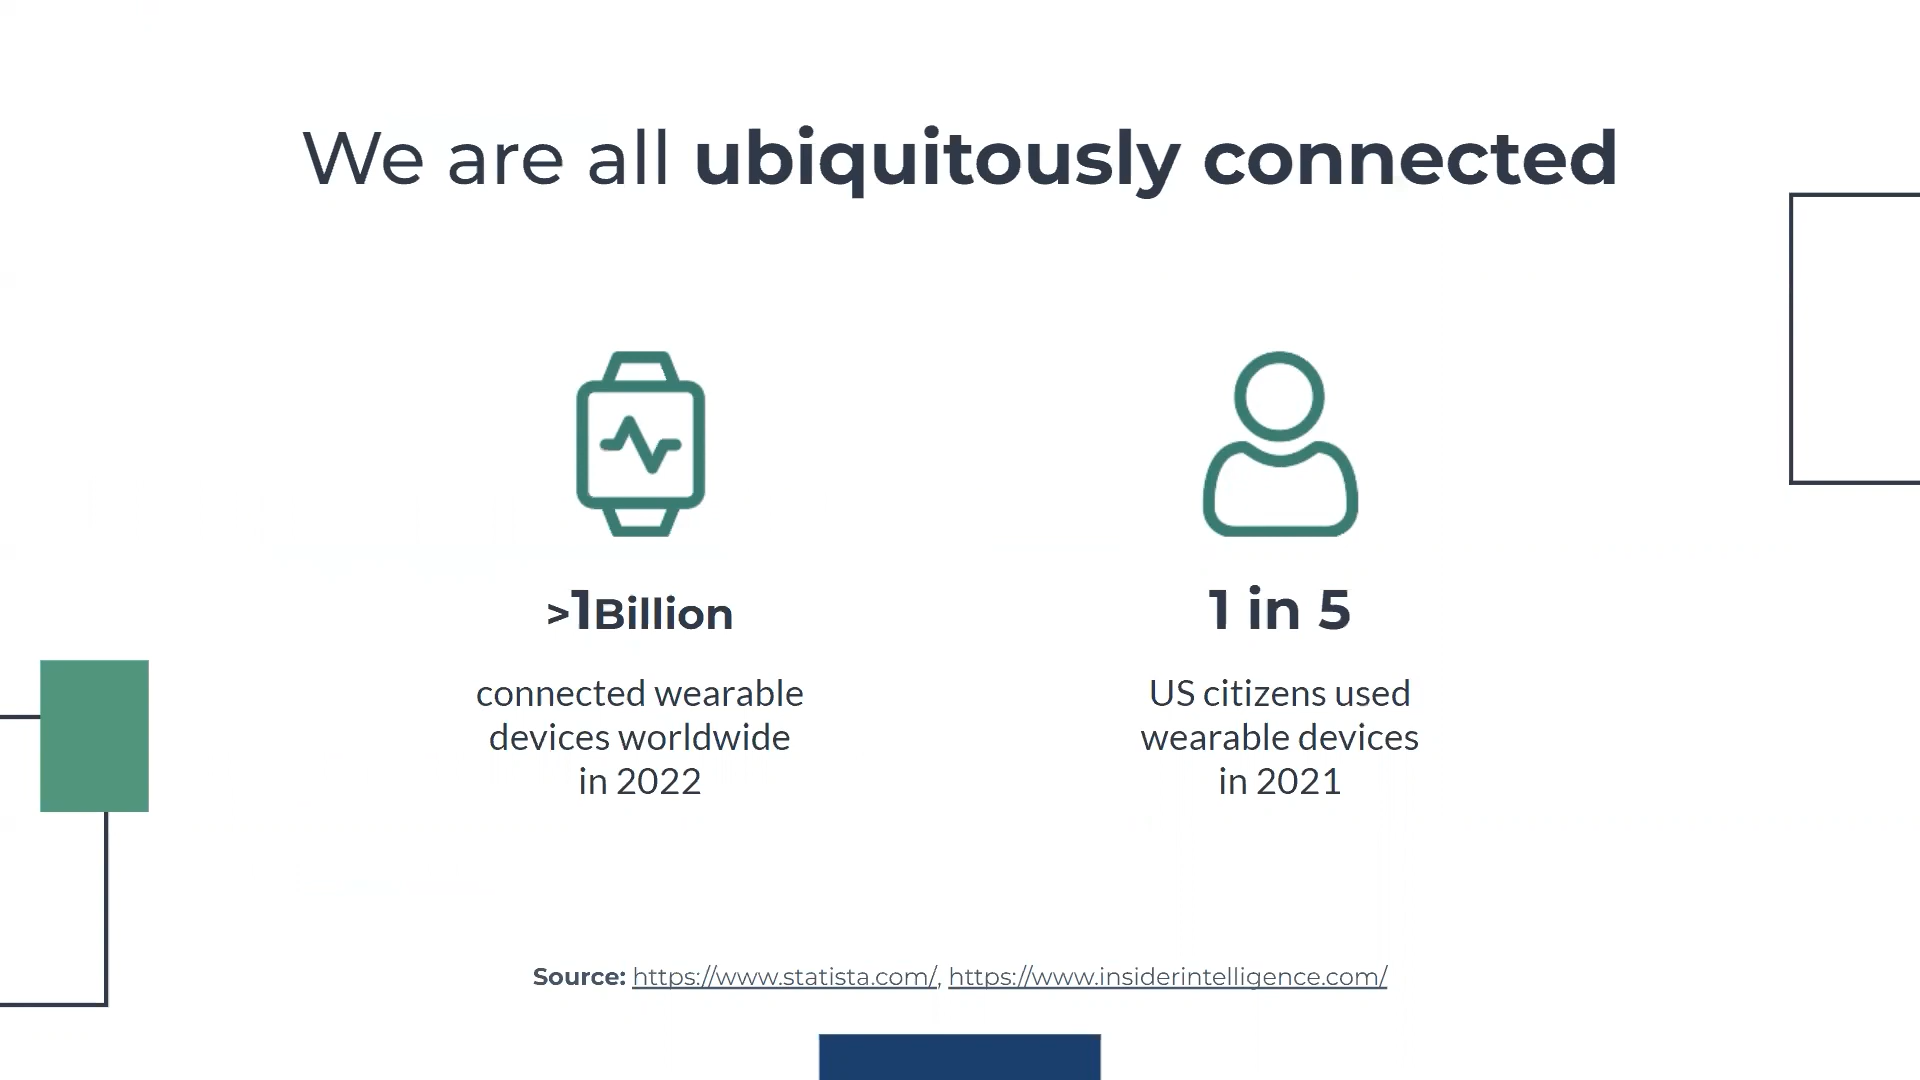 We are all ubiquitously connected
>1Billion
connected wearable
devices worldwide
in 2022
1 in 5
US citizens used
wearable devices
in 2021
Source: https://www.statista.com/, https://www.insiderintelligence.com/